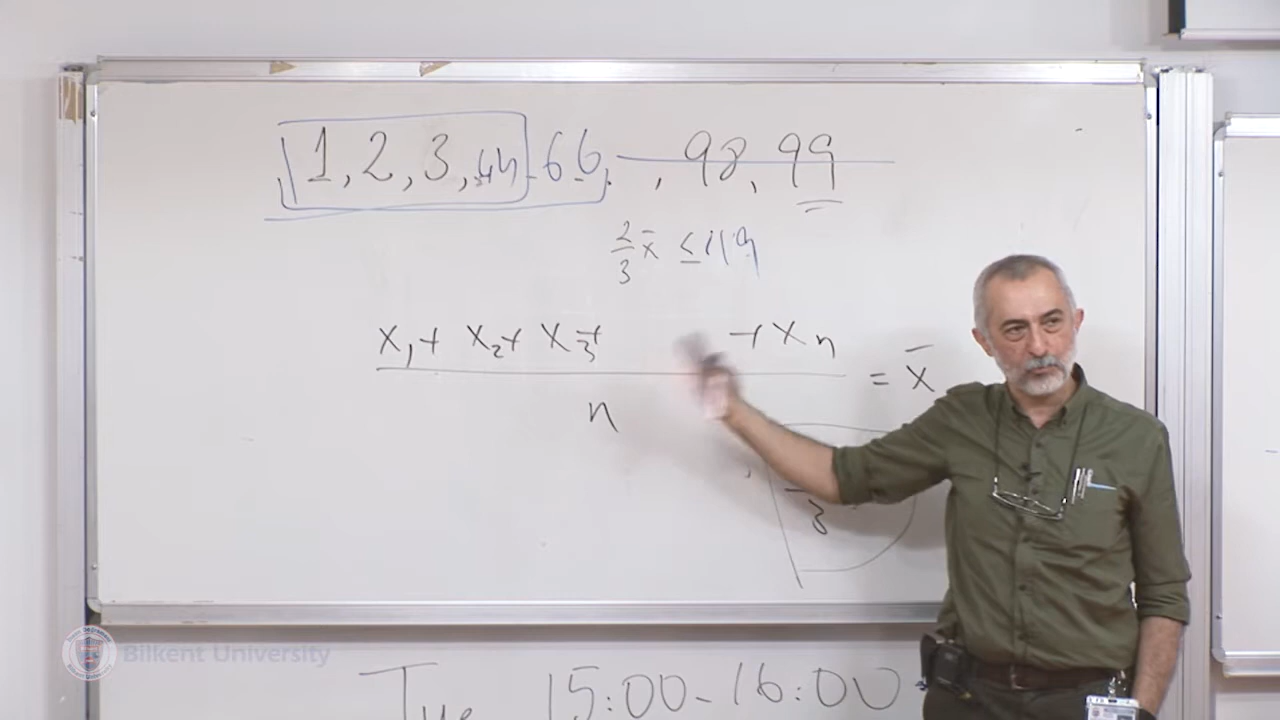 1, 2, 3, 44 66, , 98, 99
2/3 x̄ ≤
x₁+ x₂+ x₃+ +xₙ
= x̄
n
3
Bilkent University
Tue 15:00-16:00